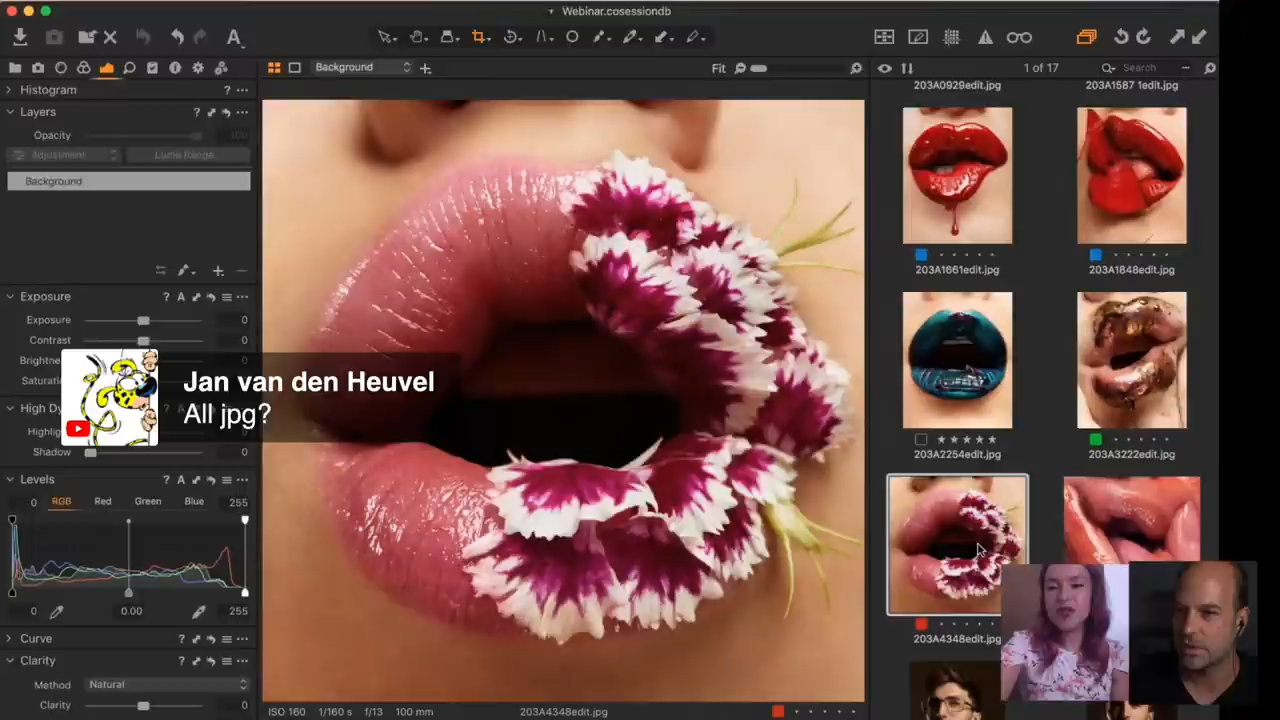 Webinar.cosessiondb
A
Background
Fit
1 of 17
Search
Histogram
?
Layers
?
Opacity
100
Adjustment
Luma Range...
Background
Exposure
? A
Exposure
0
Contrast
0
Brightne
Saturati
High Dy
Highlig
Shadow
0
Jan van den Heuvel
All jpg?
Levels
? A
0 RGB Red Green Blue 255
0 0.00 255
Curve
?
Clarity
?
Method Natural
Clarity
0
ISO 160 1/160 s f/13 100 mm
203A4348edit.jpg
203A0929edit.jpg
203A1587 1edit.jpg
203A1661edit.jpg
203A1848edit.jpg
203A2254edit.jpg
203A3222edit.jpg
203A4348edit.jpg